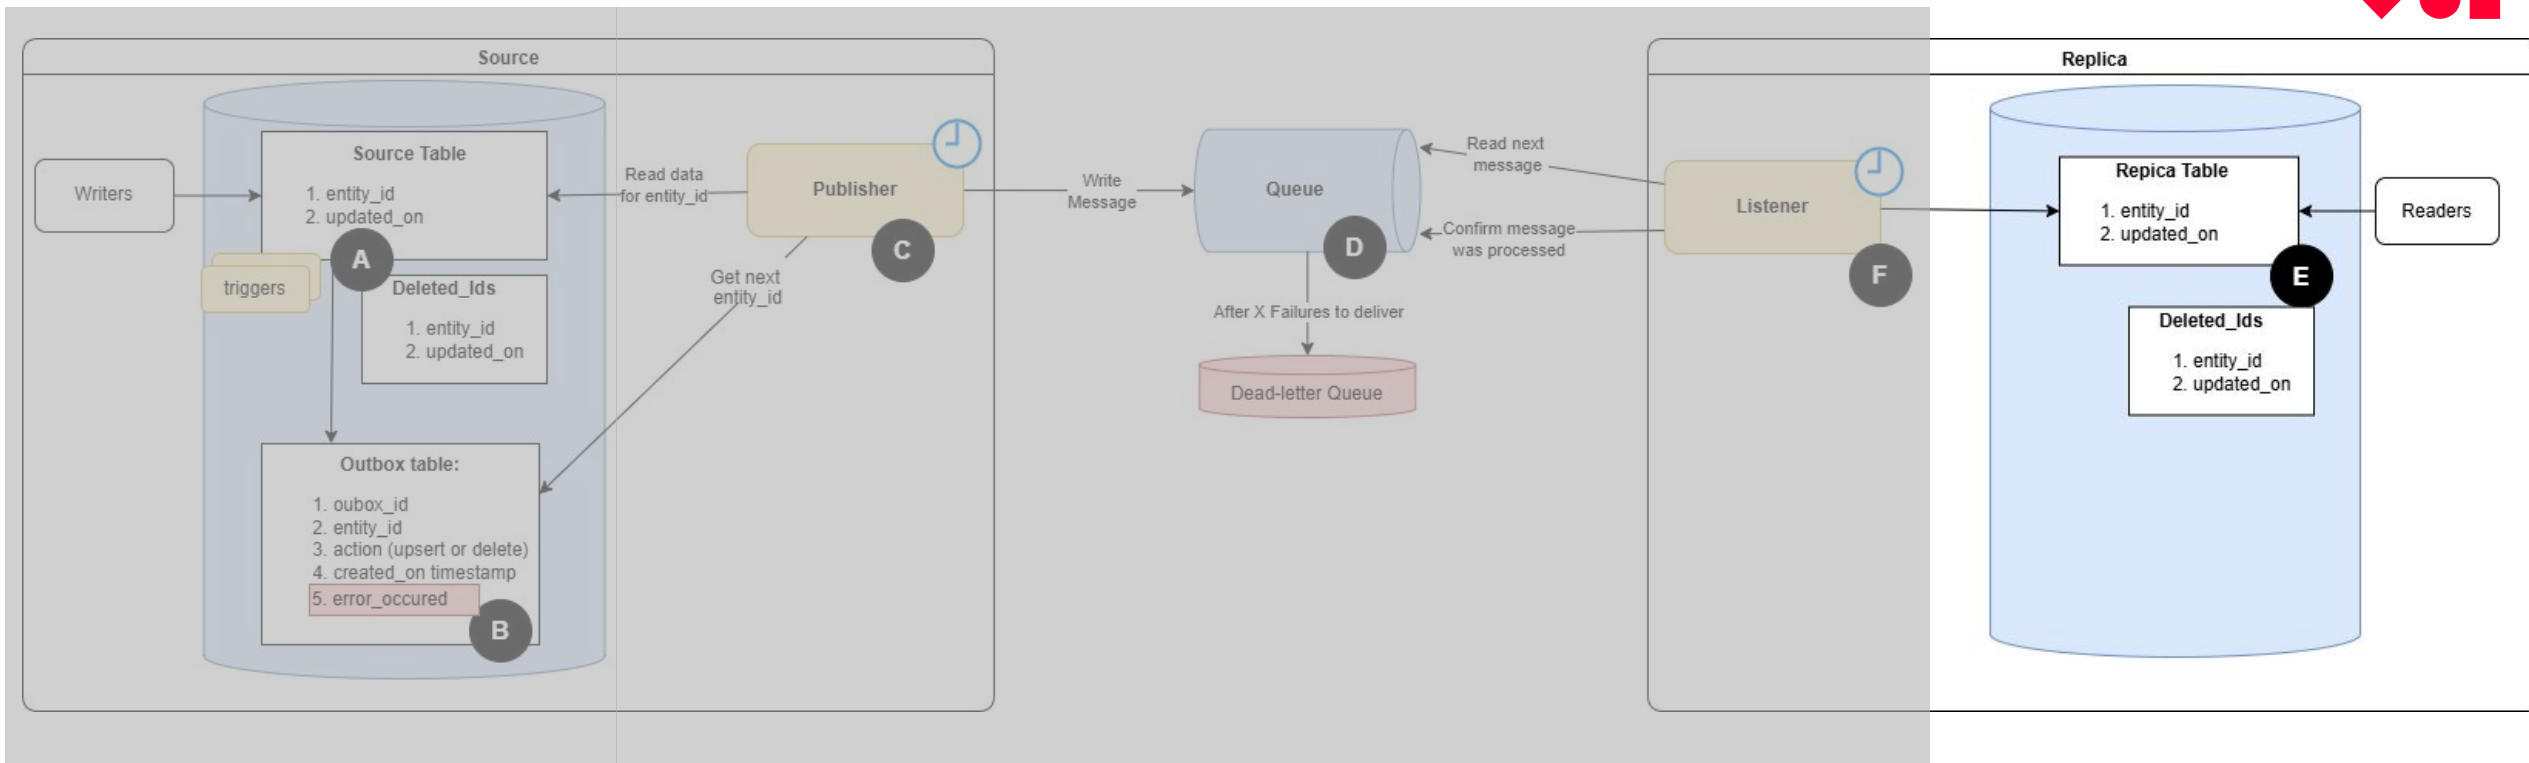 Source
Writers
Source Table
1. entity_id
2. updated_on
A
triggers
Deleted_Ids
1. entity_id
2. updated_on
Outbox table:
1. oubox_id
2. entity_id
3. action (upsert or delete)
4. created_on timestamp
5. error_occured
B
Read data
for entity_id
Publisher
C
Get next
entity_id
Write
Message
Queue
D
After X Failures to deliver
Dead-letter Queue
Read next
message
Confirm message
was processed
Replica
Listener
F
Repica Table
1. entity_id
2. updated_on
E
Readers
Deleted_Ids
1. entity_id
2. updated_on